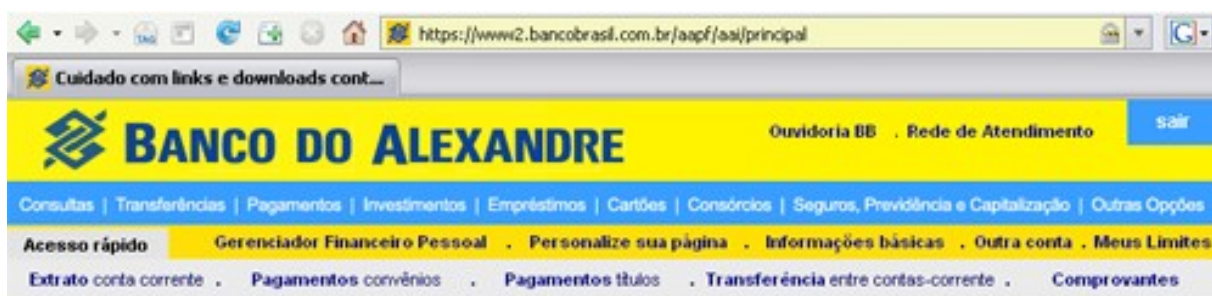 https://www2.bancobrasil.com.br/aapf/aai/principal
Cuidado com links e downloads cont...
BANCO DO ALEXANDRE
Ouvidoria BB . Rede de Atendimento
sair
Consultas | Transferências | Pagamentos | Investimentos | Empréstimos | Cartões | Consórcios | Seguros, Previdência e Capitalização | Outras Opções
Acesso rápido Gerenciador Financeiro Pessoal . Personalize sua página . Informações básicas . Outra conta . Meus Limites
Extrato conta corrente . Pagamentos convênios . Pagamentos títulos . Transferência entre contas-corrente . Comprovantes